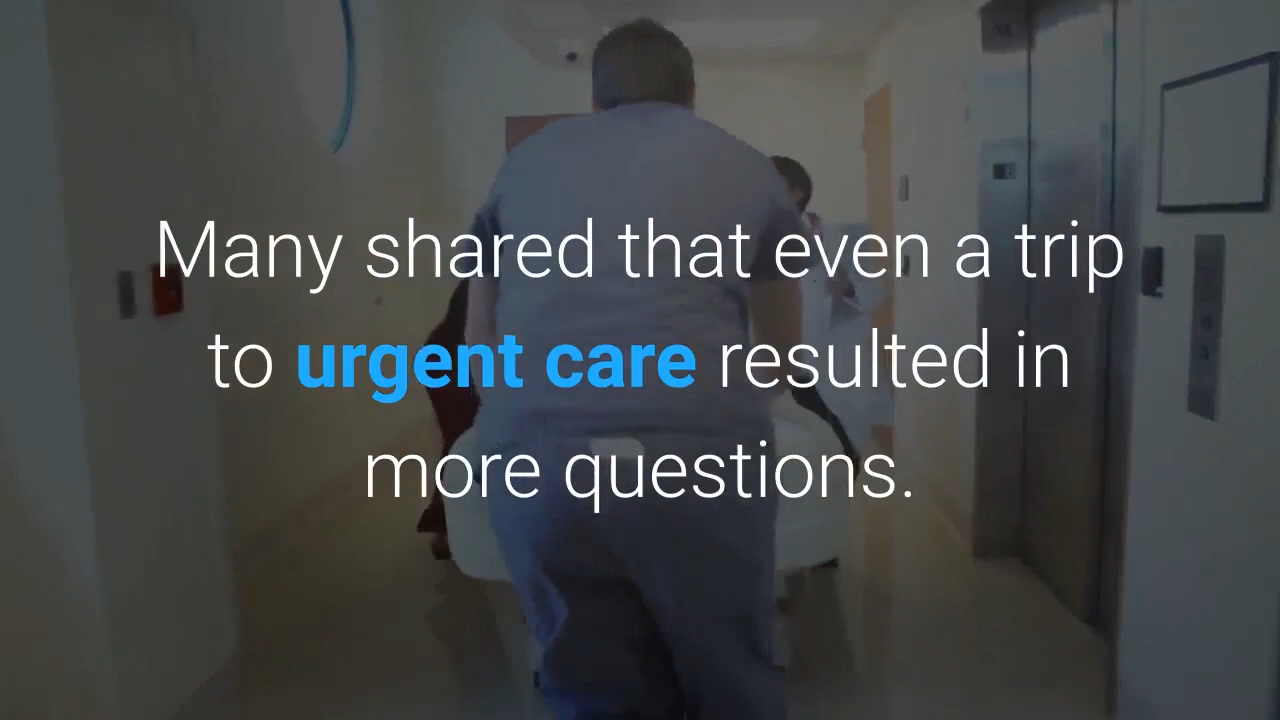 Many shared that even a trip
to urgent care resulted in
more questions.